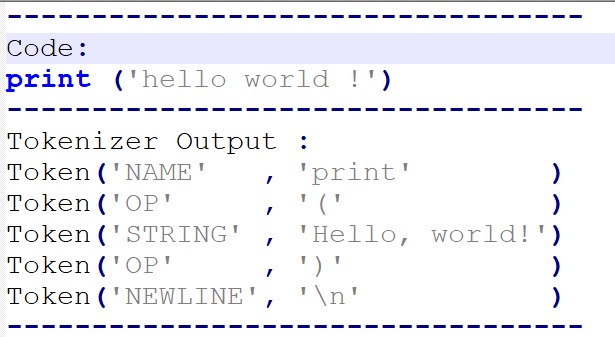 -----------------------------------
Code:
print ('hello world !')
-----------------------------------
Tokenizer Output :
Token('NAME'   , 'print'         )
Token('OP'     , '('             )
Token('STRING' , 'Hello, world!')
Token('OP'     , ')'             )
Token('NEWLINE', '\n'            )
-----------------------------------